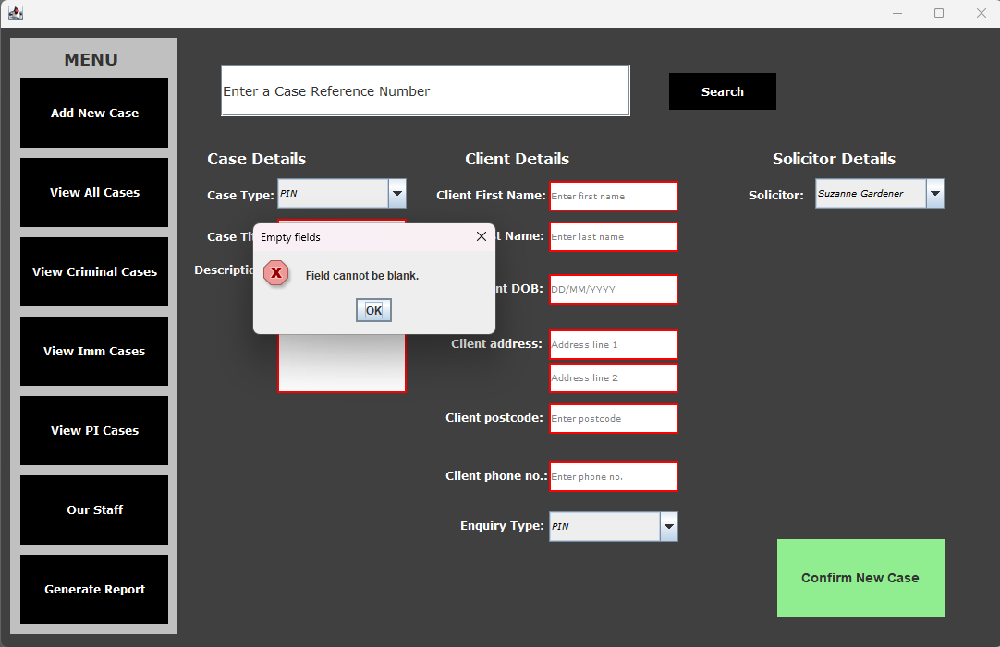 MENU
Add New Case
View All Cases
View Criminal Cases
View Imm Cases
View PI Cases
Our Staff
Generate Report
Enter a Case Reference Number
Search
Case Details
Case Type:
PIN
Case Tit
Descriptio
Client Details
Client First Name:
Enter first name
t Name:
Enter last name
nt DOB:
DD/MM/YYYY
Client address:
Address line 1
Address line 2
Client postcode:
Enter postcode
Client phone no.:
Enter phone no.
Enquiry Type:
PIN
Solicitor Details
Solicitor:
Suzanne Gardener
Confirm New Case
Empty fields
Field cannot be blank.
OK